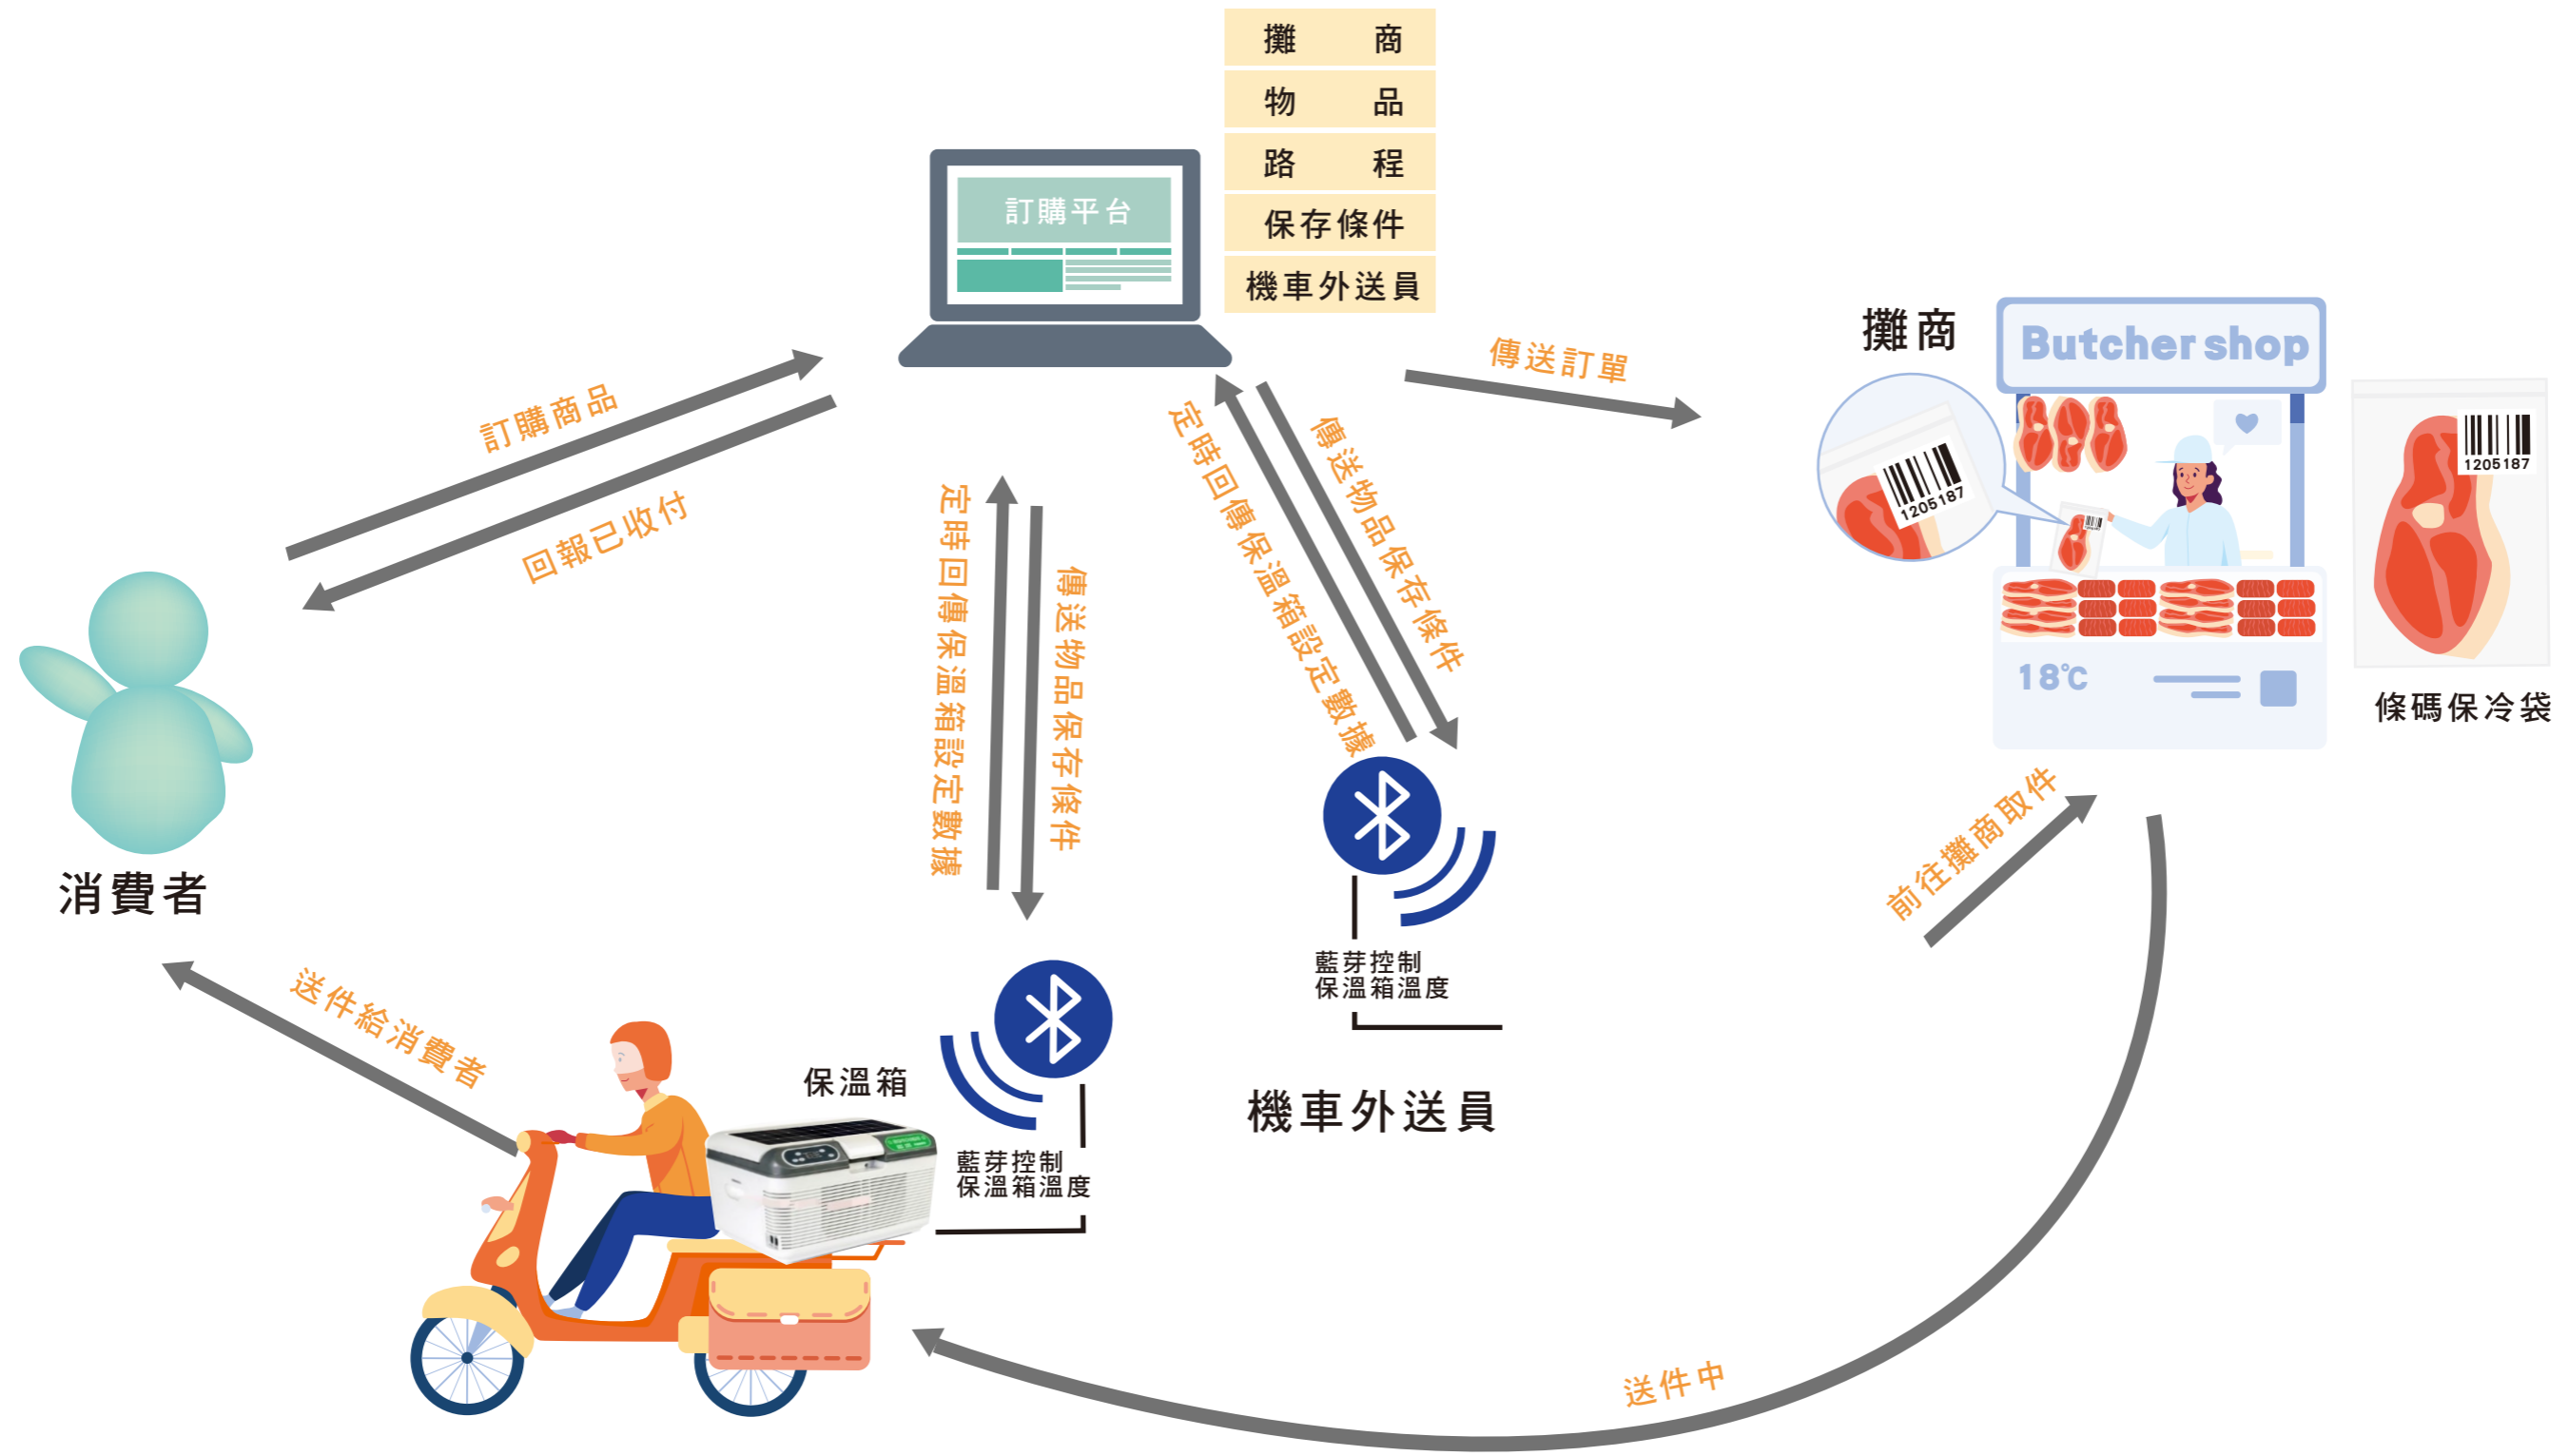 攤商
物品
路程
保存條件
機車外送員
訂購平台
訂購商品
回報已收付
定時回傳保溫箱設定數據
傳送物品保存條件
定時回傳保溫箱設定數據
傳送物品保存條件
傳送訂單
攤商
Butcher shop
1205187
1205187
18℃
條碼保冷袋
前往攤商取件
消費者
送件給消費者
保溫箱
藍芽控制
保溫箱溫度
藍芽控制
保溫箱溫度
機車外送員
送件中